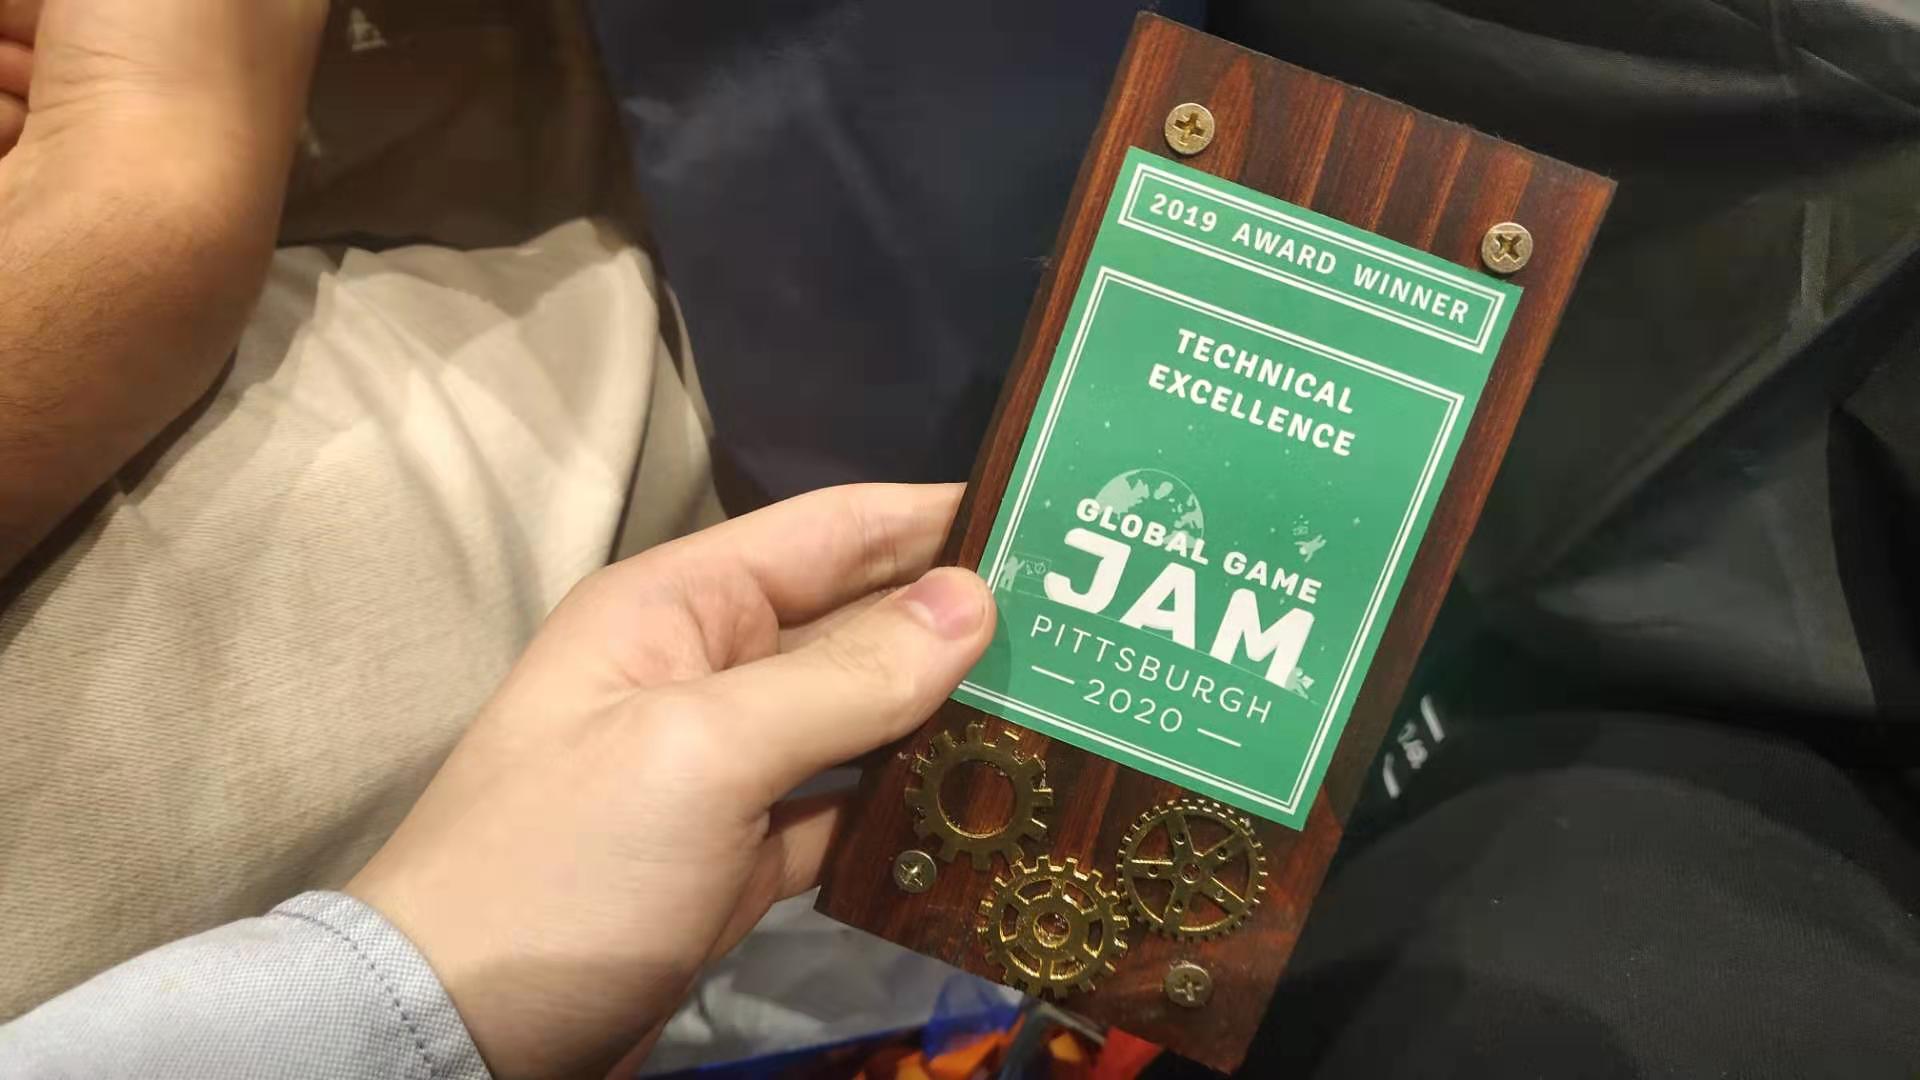 2019 AWARD WINNER
TECHNICAL
EXCELLENCE
GLOBAL GAME
JAM
PITTSBURGH
2020